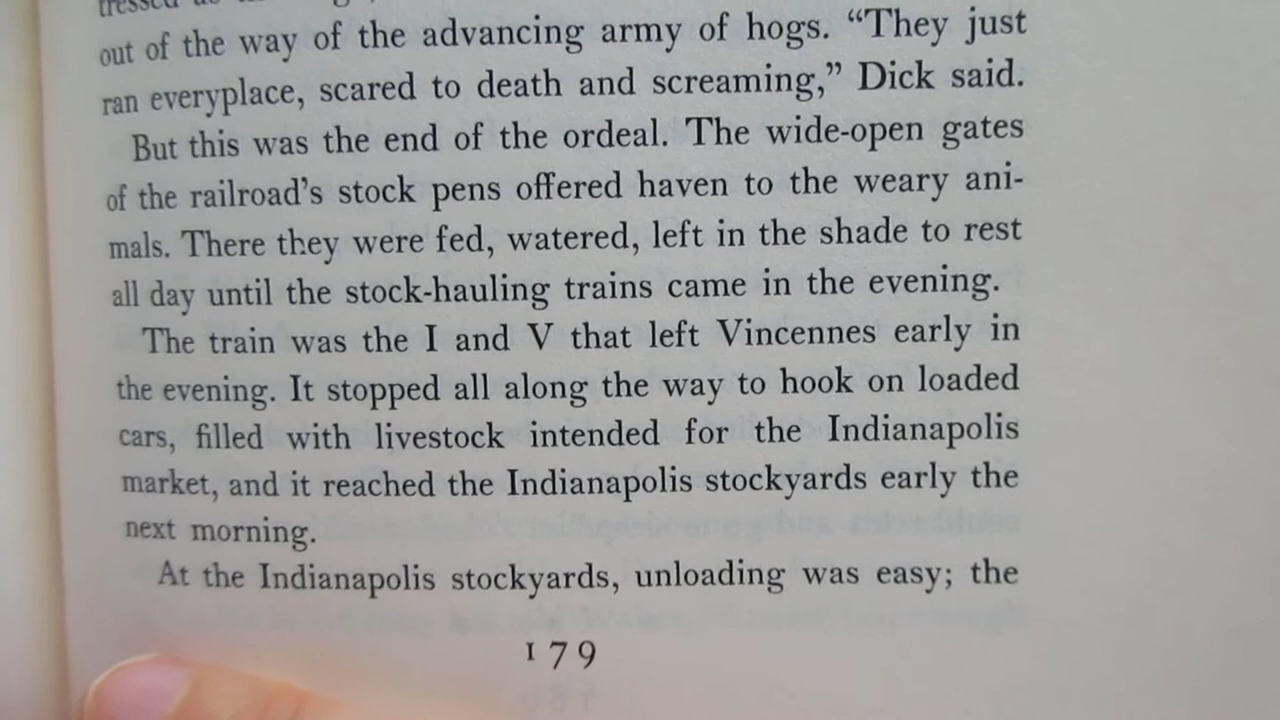 out of the way of the advancing army of hogs. “They just
ran everyplace, scared to death and screaming,” Dick said.
But this was the end of the ordeal. The wide-open gates
of the railroad’s stock pens offered haven to the weary ani-
mals. There they were fed, watered, left in the shade to rest
all day until the stock-hauling trains came in the evening.
The train was the I and V that left Vincennes early in
the evening. It stopped all along the way to hook on loaded
cars, filled with livestock intended for the Indianapolis
market, and it reached the Indianapolis stockyards early the
next morning.
At the Indianapolis stockyards, unloading was easy; the
179